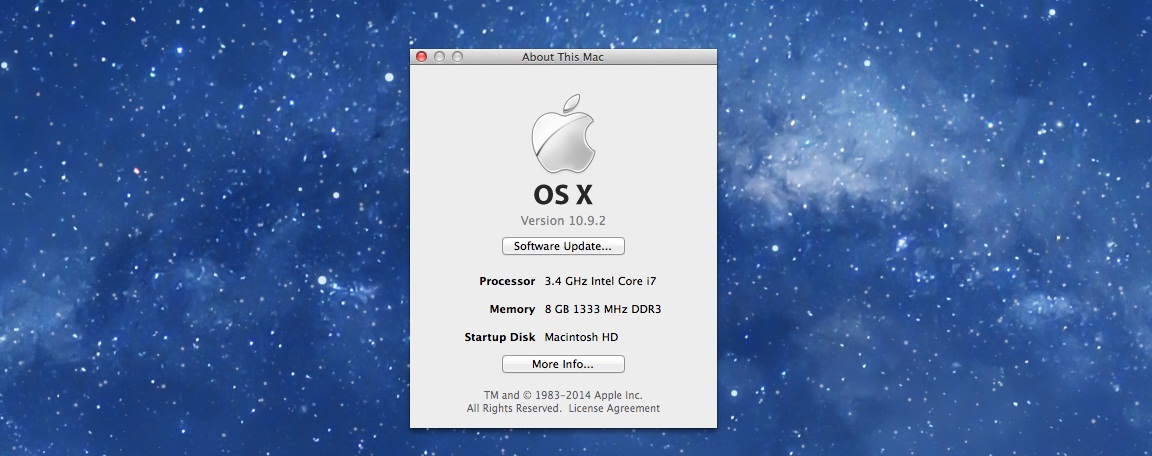 About This Mac
OS X
Version 10.9.2
Software Update...
Processor 3.4 GHz Intel Core i7
Memory 8 GB 1333 MHz DDR3
Startup Disk Macintosh HD
More Info...
TM and © 1983-2014 Apple Inc.
All Rights Reserved. License Agreement